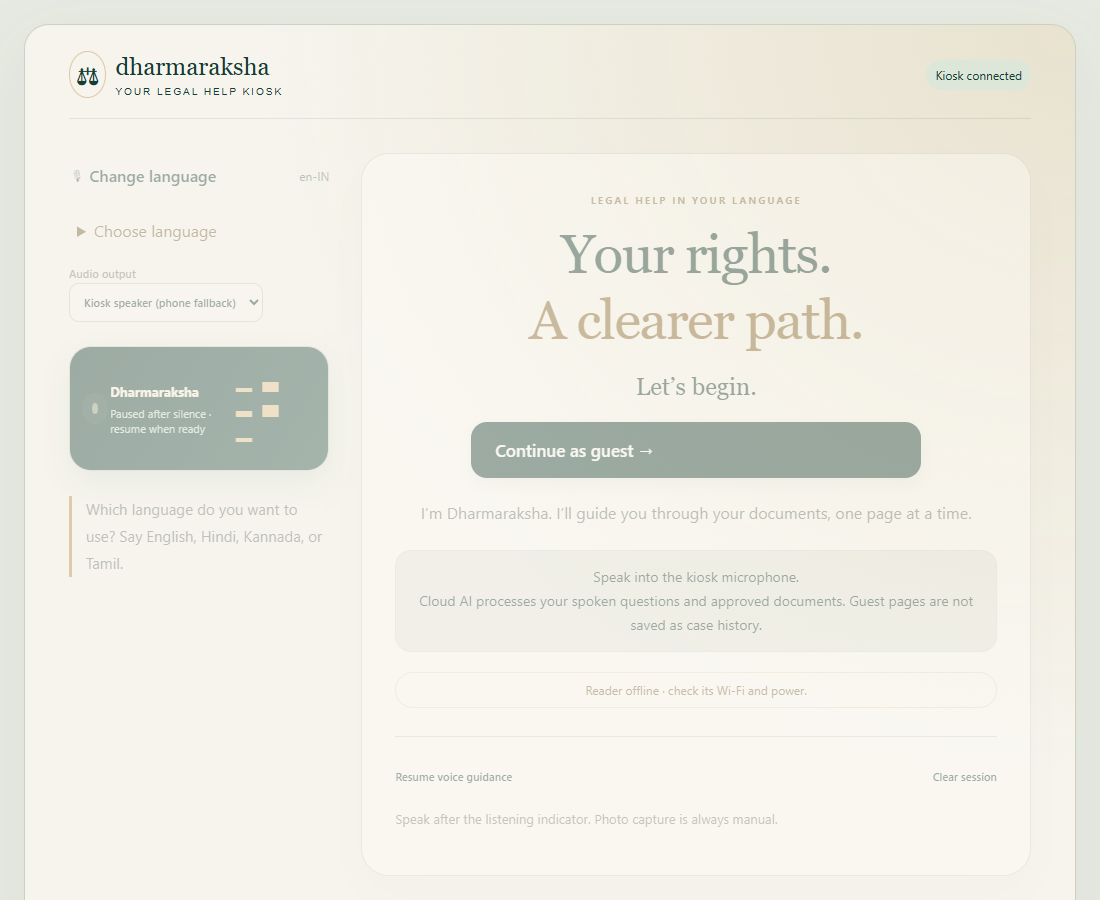 dharmaraksha
YOUR LEGAL HELP KIOSK
Kiosk connected
Change language
en-IN
Choose language
Audio output
Kiosk speaker (phone fallback)
Dharmaraksha
Paused after silence ·
resume when ready
Which language do you want to
use? Say English, Hindi, Kannada, or
Tamil.
LEGAL HELP IN YOUR LANGUAGE
Your rights.
A clearer path.
Let’s begin.
Continue as guest →
I’m Dharmaraksha. I’ll guide you through your documents, one page at a time.
Speak into the kiosk microphone.
Cloud AI processes your spoken questions and approved documents. Guest pages are not
saved as case history.
Reader offline · check its Wi-Fi and power.
Resume voice guidance
Clear session
Speak after the listening indicator. Photo capture is always manual.